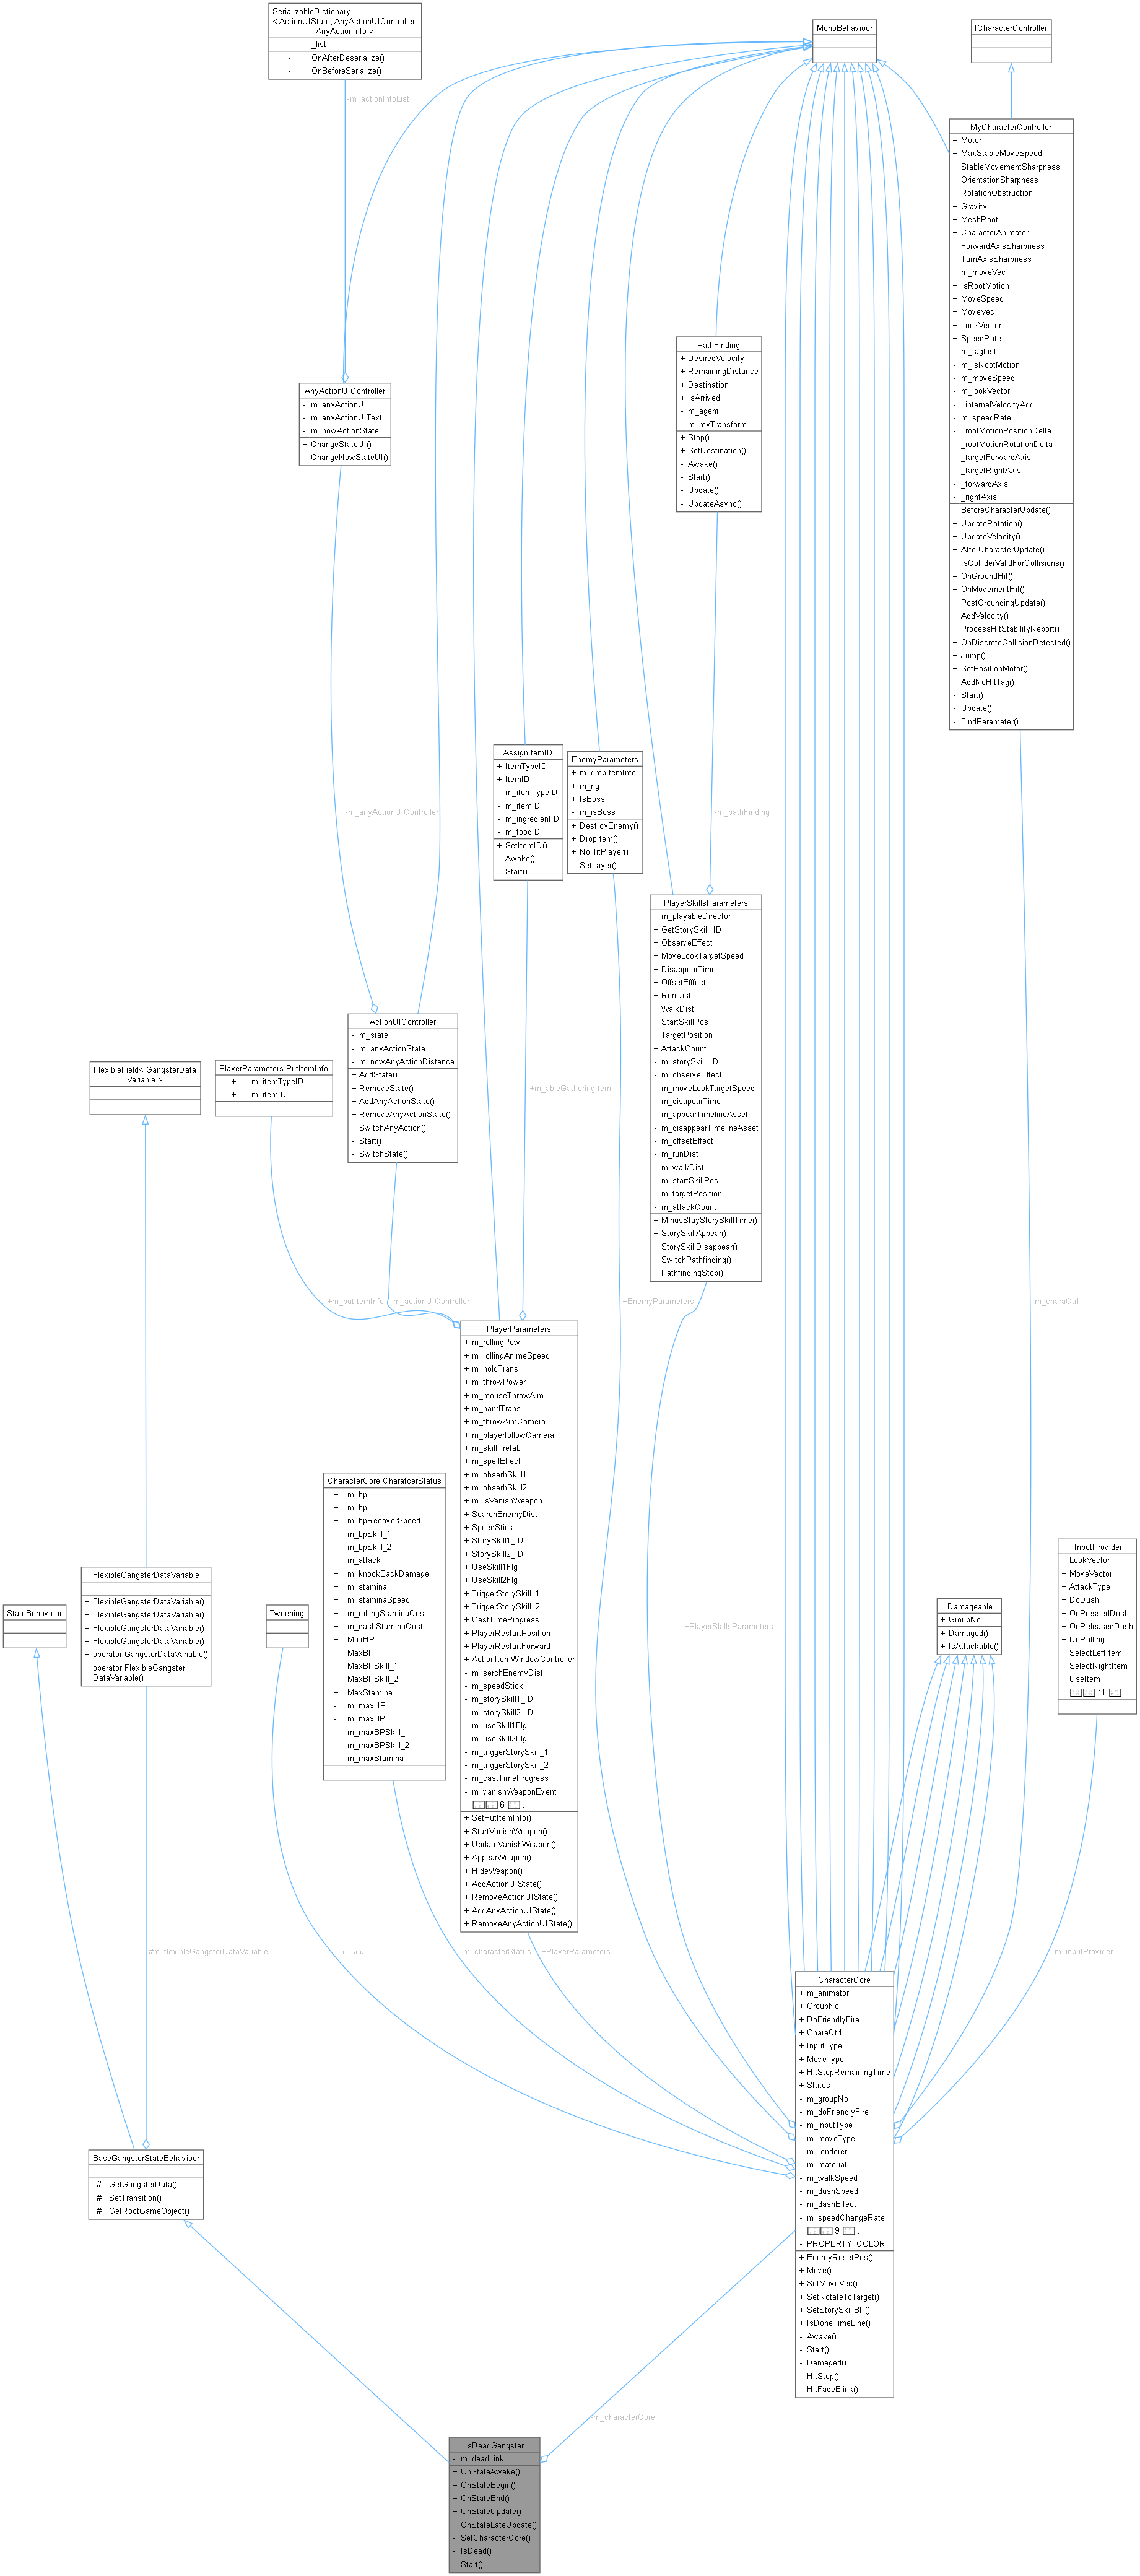 SerializableDictionary
< ActionUIState, AnyActionUIController.
AnyActionInfo >
- _list
- OnAfterDeserialize()
- OnBeforeSerialize()
MonoBehaviour
ICharacterController
-m_actionInfoList
MyCharacterController
+ Motor
+ MaxStableMoveSpeed
+ StableMovementSharpness
+ OrientationSharpness
+ RotationObstruction
+ Gravity
+ MeshRoot
+ CharacterAnimator
+ ForwardAxisSharpness
+ TurnAxisSharpness
+ m_moveVec
+ IsRootMotion
+ MoveSpeed
+ MoveVec
+ LookVector
+ SpeedRate
- m_tagList
- m_isRootMotion
- m_moveSpeed
- m_lookVector
- _internalVelocityAdd
- m_speedRate
- _rootMotionPositionDelta
- _rootMotionRotationDelta
- _targetForwardAxis
- _targetRightAxis
- _forwardAxis
- _rightAxis
+ BeforeCharacterUpdate()
+ UpdateRotation()
+ UpdateVelocity()
+ AfterCharacterUpdate()
+ IsColliderValidForCollisions()
+ OnGroundHit()
+ OnMovementHit()
+ PostGroundingUpdate()
+ AddVelocity()
+ ProcessHitStabilityReport()
+ OnDiscreteCollisionDetected()
+ Jump()
+ SetPositionMotor()
+ AddNoHitTag()
- Start()
- Update()
- FindParameter()
PathFinding
+ DesiredVelocity
+ RemainingDistance
+ Destination
+ IsArrived
- m_agent
- m_myTransform
+ Stop()
+ SetDestination()
- Awake()
- Start()
- Update()
- UpdateAsync()
AnyActionUIController
- m_anyActionUI
- m_anyActionUIText
- m_nowActionState
+ ChangeStateUI()
- ChangeNowStateUI()
AssignItemID
+ ItemTypeID
+ ItemID
- m_itemTypeID
- m_itemID
- m_ingredientID
- m_foodID
+ SetItemID()
- Awake()
- Start()
EnemyParameters
+ m_dropItemInfo
+ m_rig
+ IsBoss
- m_isBoss
+ DestroyEnemy()
+ DropItem()
+ NoHitPlayer()
- SetLayer()
-m_anyActionUIController
-m_pathFinding
PlayerSkillsParameters
+ m_playableDirector
+ GetStorySkill_ID
+ ObserveEffect
+ MoveLookTargetSpeed
+ DisappearTime
+ OffsetEfffect
+ RunDist
+ WalkDist
+ StartSkillPos
+ TargetPosition
+ AttackCount
- m_storySkill_ID
- m_observeEffect
- m_moveLookTargetSpeed
- m_disapearTime
- m_appearTimelineAsset
- m_disappearTimelineAsset
- m_offsetEffect
- m_runDist
- m_walkDist
- m_startSkillPos
- m_targetPosition
- m_attackCount
+ MinusStayStorySkillTime()
+ StorySkillAppear()
+ StorySkillDisappear()
+ SwitchPathfinding()
+ PathfindingStop()
ActionUIController
- m_state
- m_anyActionState
- m_nowAnyActionDistance
+ AddState()
+ RemoveState()
+ AddAnyActionState()
+ RemoveAnyActionState()
+ SwitchAnyAction()
- Start()
- SwitchState()
FlexibleField< GangsterData
Variable >
PlayerParameters.PutItemInfo
+ m_itemTypeID
+ m_itemID
+m_ableGatheringItem
+m_putItemInfo
-m_actionUIController
+EnemyParameters
-m_charaCtrl
PlayerParameters
+ m_rollingPow
+ m_rollingAnimeSpeed
+ m_holdTrans
+ m_throwPower
+ m_mouseThrowAim
+ m_handTrans
+ m_throwAimCamera
+ m_playerfollowCamera
+ m_skillPrefab
+ m_spellEffect
+ m_obserbSkill1
+ m_obserbSkill2
+ m_isVanishWeapon
+ SearchEnemyDist
+ SpeedStick
+ StorySkill1_ID
+ StorySkill2_ID
+ UseSkill1Flg
+ UseSkill2Flg
+ TriggerStorySkill_1
+ TriggerStorySkill_2
+ CastTimeProgress
+ PlayerRestartPosition
+ PlayerRestartForward
+ ActionItemWindowController
- m_serchEnemyDist
- m_speedStick
- m_storySkill1_ID
- m_storySkill2_ID
- m_useSkill1Flg
- m_useSkill2Flg
- m_triggerStorySkill_1
- m_triggerStorySkill_2
- m_castTimeProgress
- m_vanishWeaponEvent
6 ...
+ SetPutItemInfo()
+ StartVanishWeapon()
+ UpdateVanishWeapon()
+ AppearWeapon()
+ HideWeapon()
+ AddActionUIState()
+ RemoveActionUIState()
+ AddAnyActionUIState()
+ RemoveAnyActionUIState()
CharacterCore.CharatcerStatus
+ m_hp
+ m_bp
+ m_bpRecoverSpeed
+ m_bpSkill_1
+ m_bpSkill_2
+ m_attack
+ m_knockBackDamage
+ m_stamina
+ m_staminaSpeed
+ m_rollingStaminaCost
+ m_dashStaminaCost
+ MaxHP
+ MaxBP
+ MaxBPSkill_1
+ MaxBPSkill_2
+ MaxStamina
- m_maxHP
- m_maxBP
- m_maxBPSkill_1
- m_maxBPSkill_2
- m_maxStamina
IInputProvider
+ LookVector
+ MoveVector
+ AttackType
+ DoDush
+ OnPressedDush
+ OnReleasedDush
+ DoRolling
+ SelectLeftItem
+ SelectRightItem
+ UseItem
11 ...
FlexibleGangsterDataVariable
+ FlexibleGangsterDataVariable()
+ FlexibleGangsterDataVariable()
+ FlexibleGangsterDataVariable()
+ FlexibleGangsterDataVariable()
+ operator GangsterDataVariable()
+ operator FlexibleGangster
DataVariable()
StateBehaviour
Tweening
IDamageable
+ GroupNo
+ Damaged()
+ IsAttackable()
+PlayerSkillsParameters
#m_flexibleGangsterDataVariable
-m_seq
-m_characterStatus
+PlayerParameters
-m_inputProvider
CharacterCore
+ m_animator
+ GroupNo
+ DoFriendlyFire
+ CharaCtrl
+ InputType
+ MoveType
+ HitStopRemainingTime
+ Status
- m_groupNo
- m_doFriendlyFire
- m_inputType
- m_moveType
- m_renderer
- m_material
- m_walkSpeed
- m_dushSpeed
- m_dashEffect
- m_speedChangeRate
9 ...
- PROPERTY_COLOR
+ EnemyResetPos()
+ Move()
+ SetMoveVec()
+ SetRotateToTarget()
+ SetStorySkillBP()
+ IsDoneTimeLine()
- Awake()
- Start()
- Damaged()
- HitStop()
- HitFadeBlink()
BaseGangsterStateBehaviour
# GetGangsterData()
# SetTransition()
# GetRootGameObject()
-m_characterCore
IsDeadGangster
- m_deadLink
+ OnStateAwake()
+ OnStateBegin()
+ OnStateEnd()
+ OnStateUpdate()
+ OnStateLateUpdate()
- SetCharacterCore()
- IsDead()
- Start()